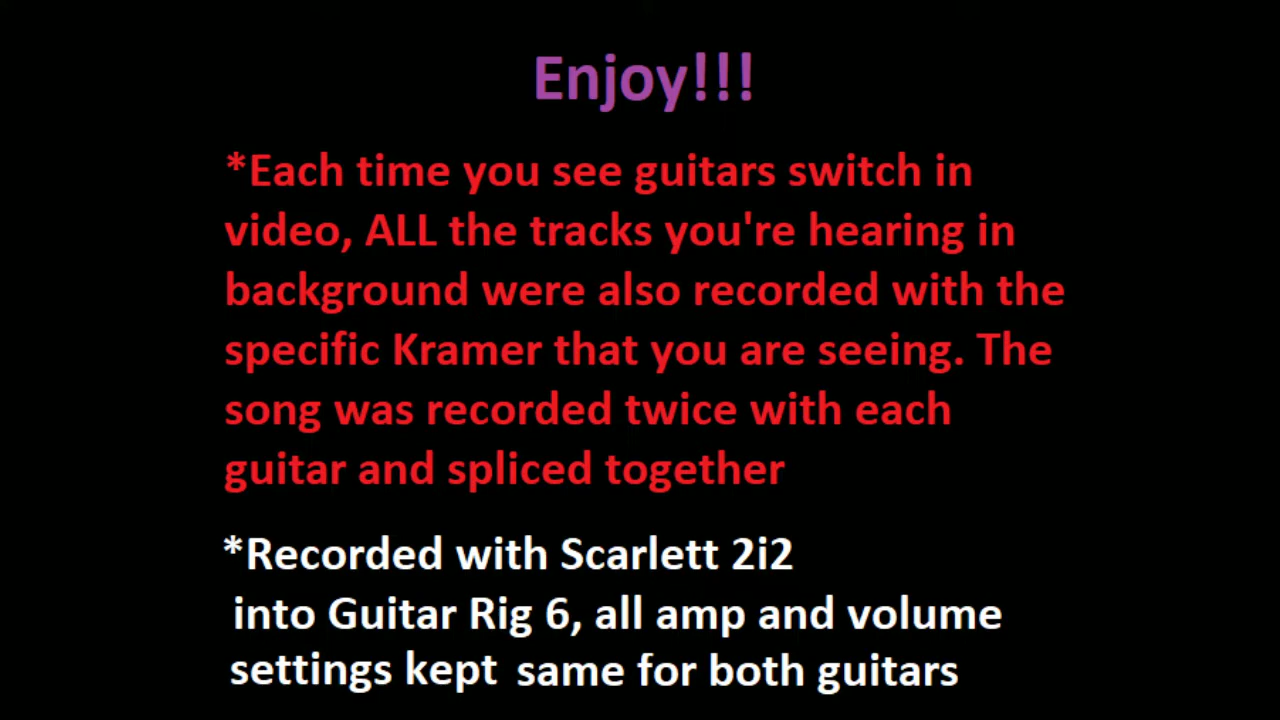 Enjoy!!!
*Each time you see guitars switch in
video, ALL the tracks you're hearing in
background were also recorded with the
specific Kramer that you are seeing. The
song was recorded twice with each
guitar and spliced together
*Recorded with Scarlett 2i2
into Guitar Rig 6, all amp and volume
settings kept same for both guitars